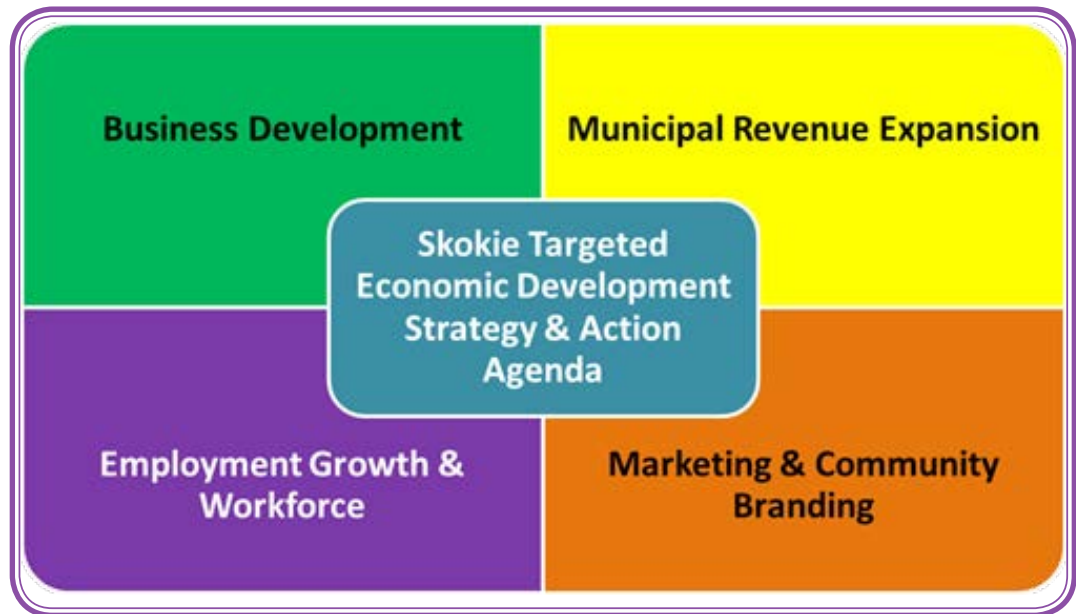 Business Development
Municipal Revenue Expansion
Skokie Targeted
Economic Development
Strategy & Action
Agenda
Employment Growth &
Workforce
Marketing & Community
Branding